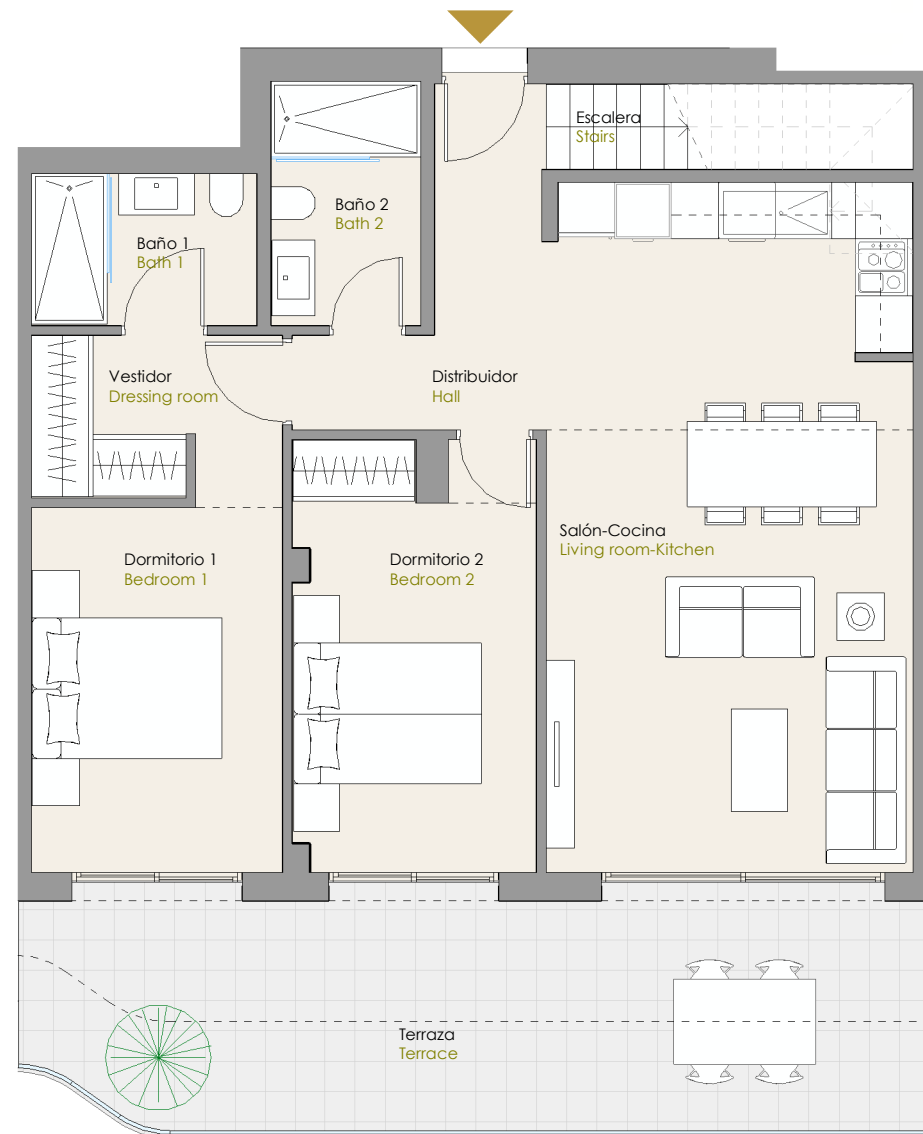 Escalera
Stairs
Baño 2
Bath 2
Baño 1
Bath 1
Vestidor
Dressing room
Distribuidor
Hall
Salón-Cocina
Living room-Kitchen
Dormitorio 1
Bedroom 1
Dormitorio 2
Bedroom 2
Terraza
Terrace